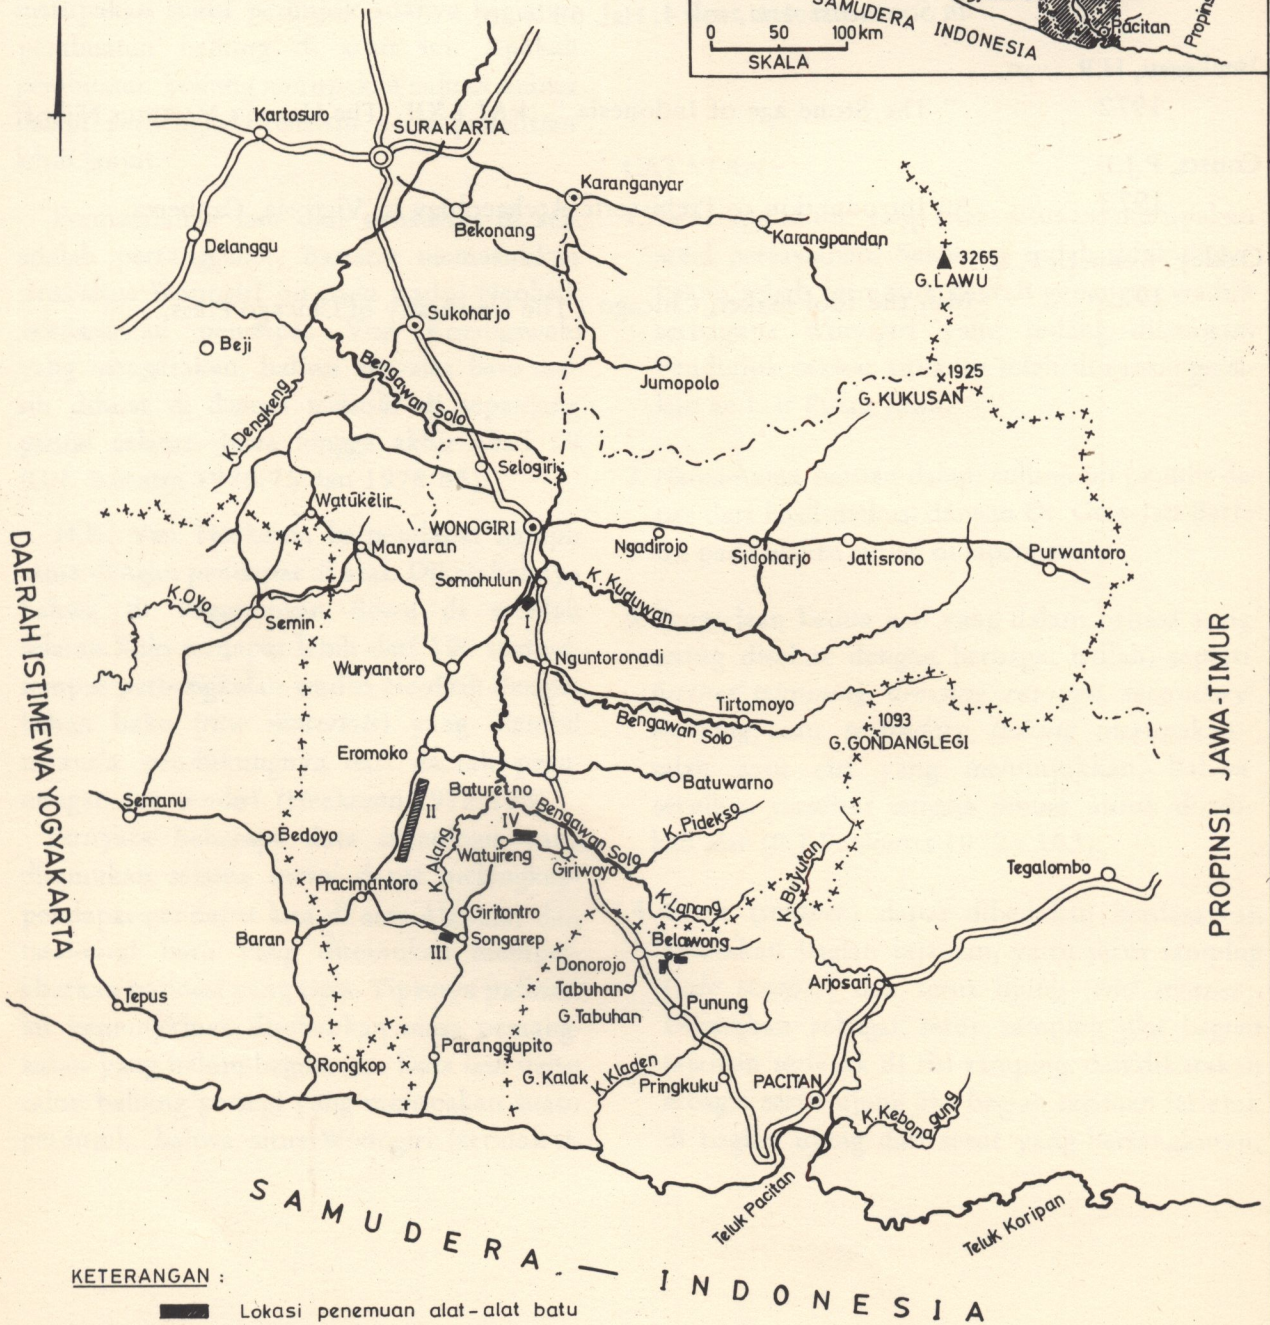 SAMUDERA INDONESIA
Pacitan
Propins
0 50 100 km
SKALA
Kartosuro
SURAKARTA
Karanganyar
Bekonang
Karangpandan
Delanggu
3265
G.LAWU
Sukoharjo
Beji
Bengawan Solo
Jumopolo
1925
G.KUKUSAN
K.Dengkeng
Selogiri
Watūkèlir
WONOGIRI
Manyaran
Ngadirojo
Sidoharjo
Jatisrono
Purwantoro
Somohulun
K.Oyo
K. Kuduwan
Semin
I
DAERAH ISTIMEWA YOGYAKARTA
PROPINSI JAWA-TIMUR
Wuryantoro
Nguntoronadi
Tirtomoyo
Bengawan Solo
1093
G.GONDANGLEGI
Eromoko
Batuwarno
Baturetno
Semanu
II
IV
Bengawan Solo
K.Pidekso
Bedoyo
K.Alang
Watuireng
Giriwoyo
K.Buyutan
Tegalombo
Pracimantoro
K.Lanang
Giritontro
Baran
Songarep
III
Belawong
Donorojo
Tabuhan
Arjosari
Tepus
G.Tabuhan
Punung
Paranggupito
Rongkop
G.Kalak
K.Kladen
Pringkuku
PACITAN
K.Kebonagung
Teluk Pacitan
Teluk Koripan
SAMUDERA — INDONESIA
KETERANGAN :
Lokasi penemuan alat-alat batu